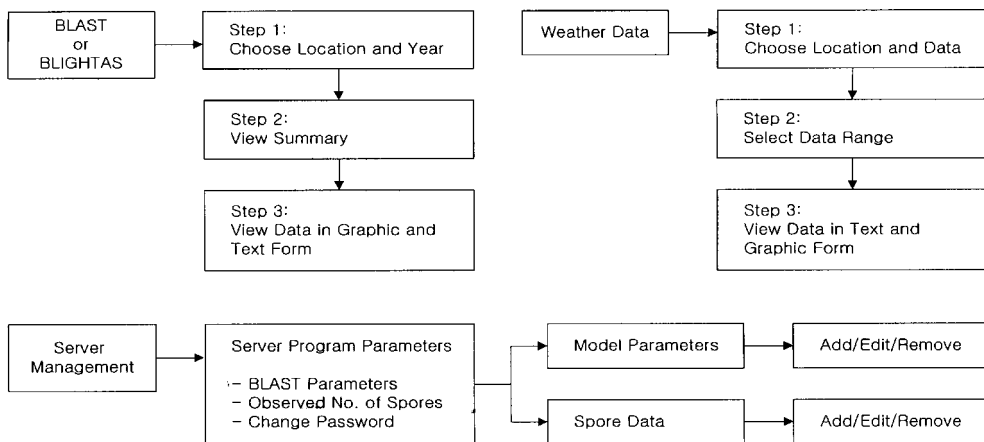 BLAST
or
BLIGHTAS
Step 1:
Choose Location and Year
Step 2:
View Summary
Step 3:
View Data in Graphic and
Text Form
Weather Data
Step 1:
Choose Location and Data
Step 2:
Select Data Range
Step 3:
View Data in Text and
Graphic Form
Server
Management
Server Program Parameters
- BLAST Parameters
- Observed No. of Spores
- Change Password
Model Parameters
Add/Edit/Remove
Spore Data
Add/Edit/Remove